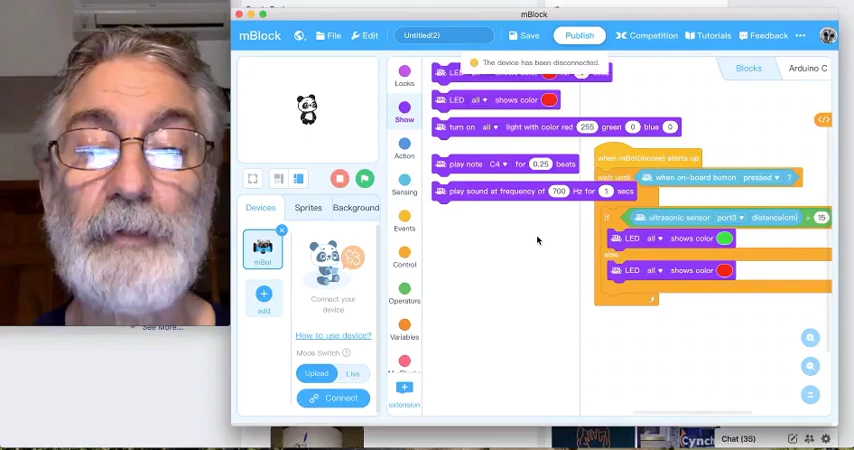 mBlock
mBlock File Edit Untitled(2) Save Publish Competition Tutorials Feedback
The device has been disconnected.
Blocks Arduino C
Looks
Show
Action
Sensing
Events
Control
Operators
Variables
extension
LED all shows color
turn on all light with color red 255 green 0 blue 0
play note C4 for 0.25 beats
play sound at frequency of 700 Hz for 1 secs
when mBot(mcore) starts up
wait until when on-board button pressed ?
if ultrasonic sensor port3 distance(cm) > 15
LED all shows color
else
LED all shows color
Devices Sprites Background
mBot
add
Connect your
device
How to use device?
Mode Switch ?
Upload Live
Connect
See More...
Chat (35)